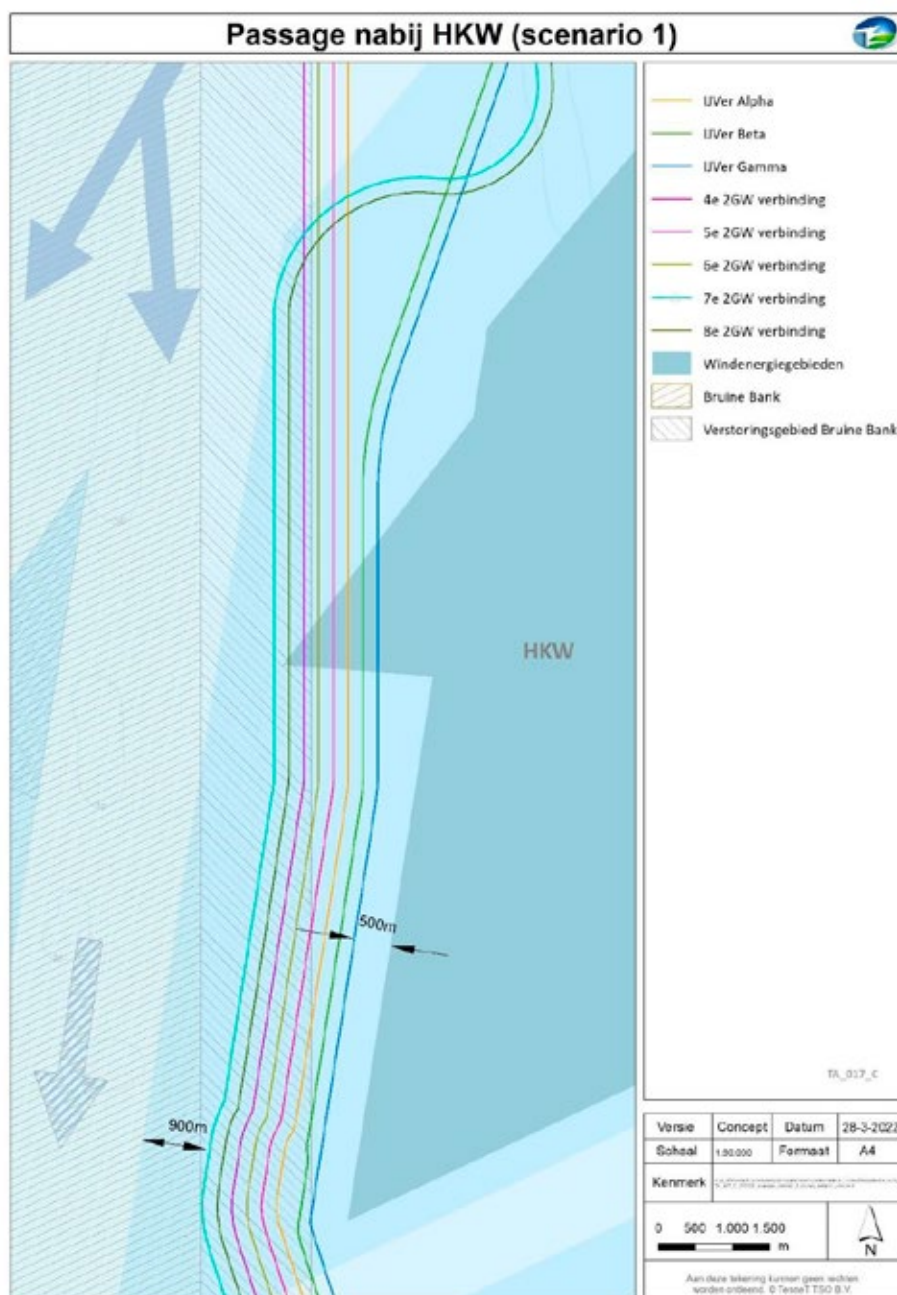 Passage nabij HKW (scenario 1)
IJVer Alpha
IJVer Beta
IJVer Gamma
4e 2GW verbinding
5e 2GW verbinding
6e 2GW verbinding
7e 2GW verbinding
8e 2GW verbinding
Windenergiegebieden
Bruine Bank
Verstoringsgebied Bruine Bank
HKW
500m
900m
TA_017_C
Versie Concept Datum 28-3-2022
Schaal Formaat A4
Kenmerk
0 500 1.000 1.500
m
N
Aan deze tekening kunnen geen rechten
worden ontleend. © TenneT TSO B.V.